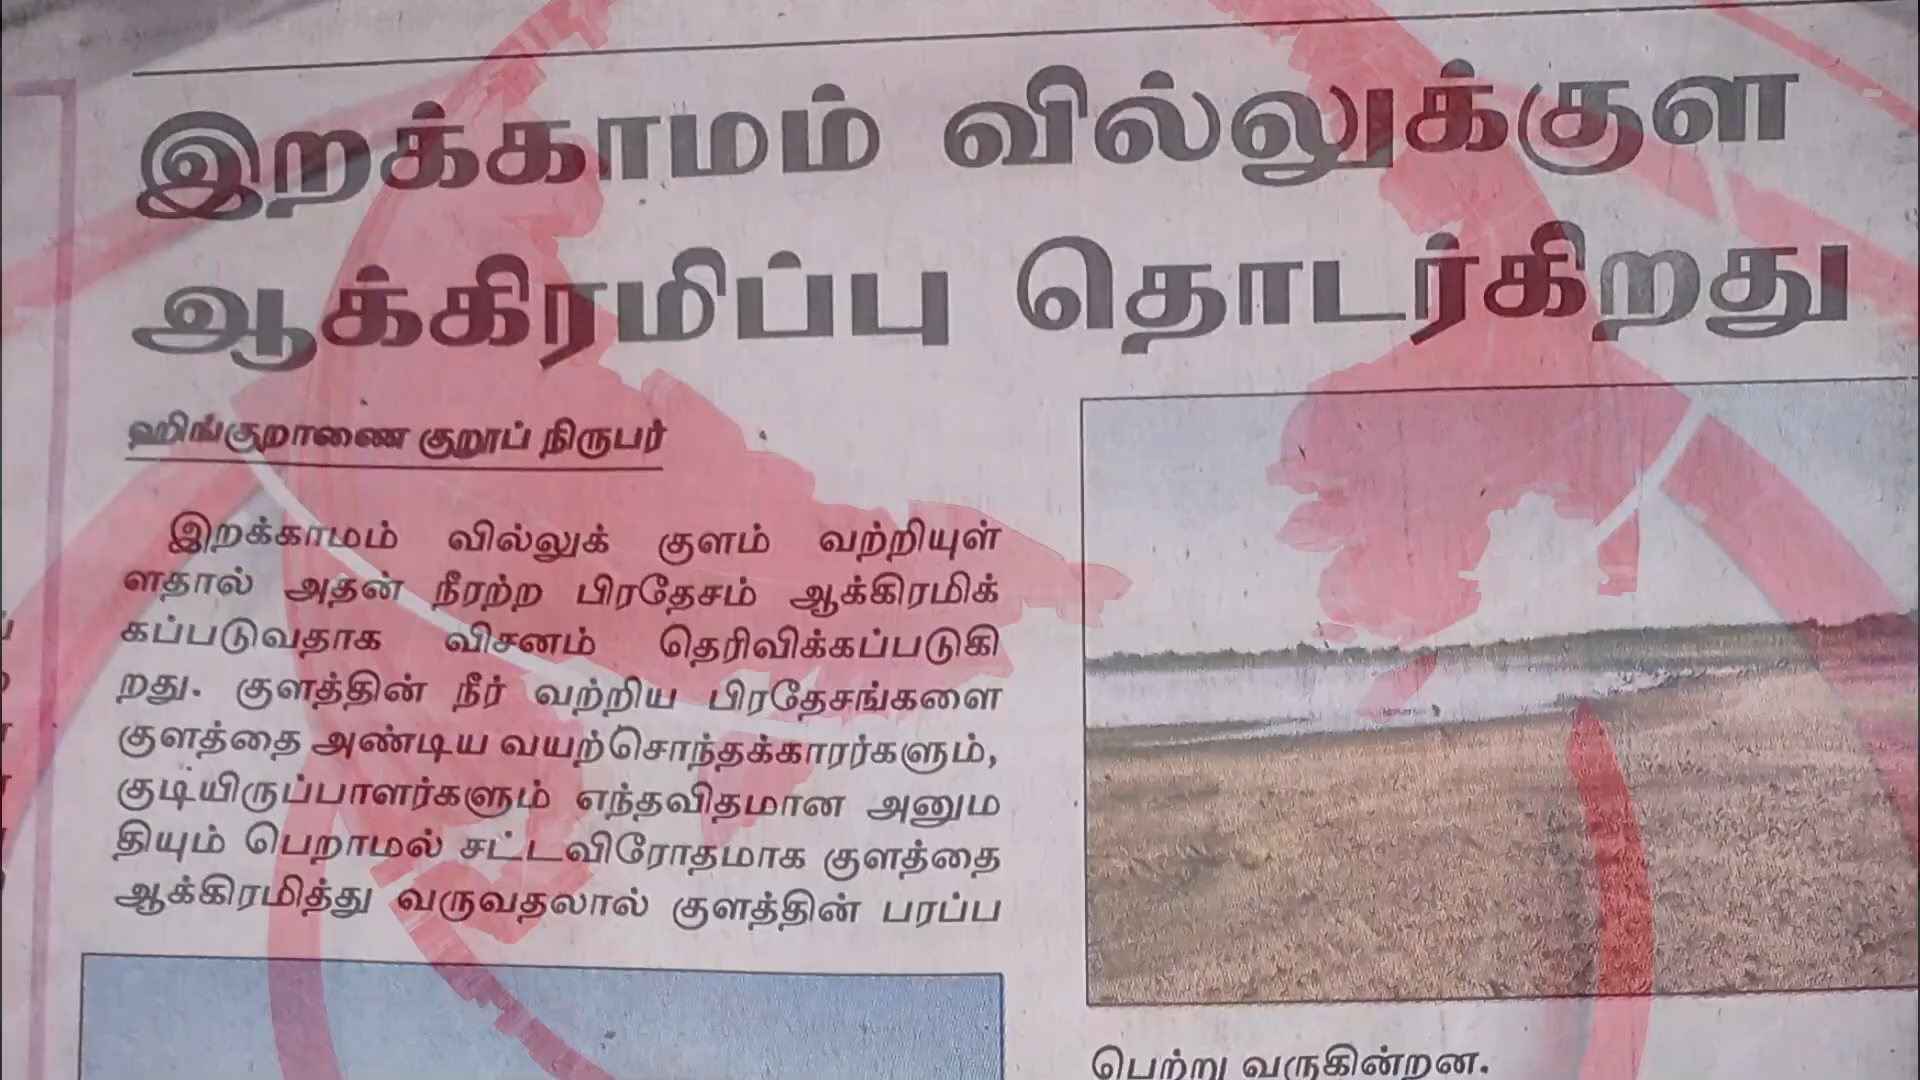 இறக்காமம் வில்லுக்குள
ஆக்கிரமிப்பு தொடர்கிறது
ஹிங்குறாணை குறூப் நிருபர்
இறக்காமம் வில்லுக் குளம் வற்றியுள்
ளதால் அதன் நீரற்ற பிரதேசம் ஆக்கிரமிக்
கப்படுவதாக விசனம் தெரிவிக்கப்படுகி
றது. குளத்தின் நீர் வற்றிய பிரதேசங்களை
குளத்தை அண்டிய வயற்சொந்தக்காரர்களும்,
குடியிருப்பாளர்களும் எந்தவிதமான அனும
தியும் பெறாமல் சட்டவிரோதமாக குளத்தை
ஆக்கிரமித்து வருவதலால் குளத்தின் பரப்ப
பெற்று வருகின்றன.